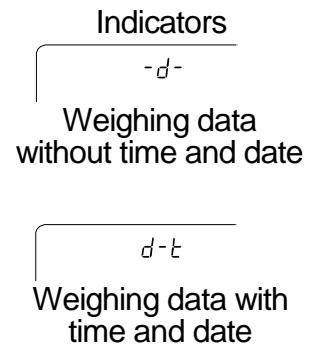 Indicators
-d-
Weighing data
without time and date
d-t
Weighing data with
time and date